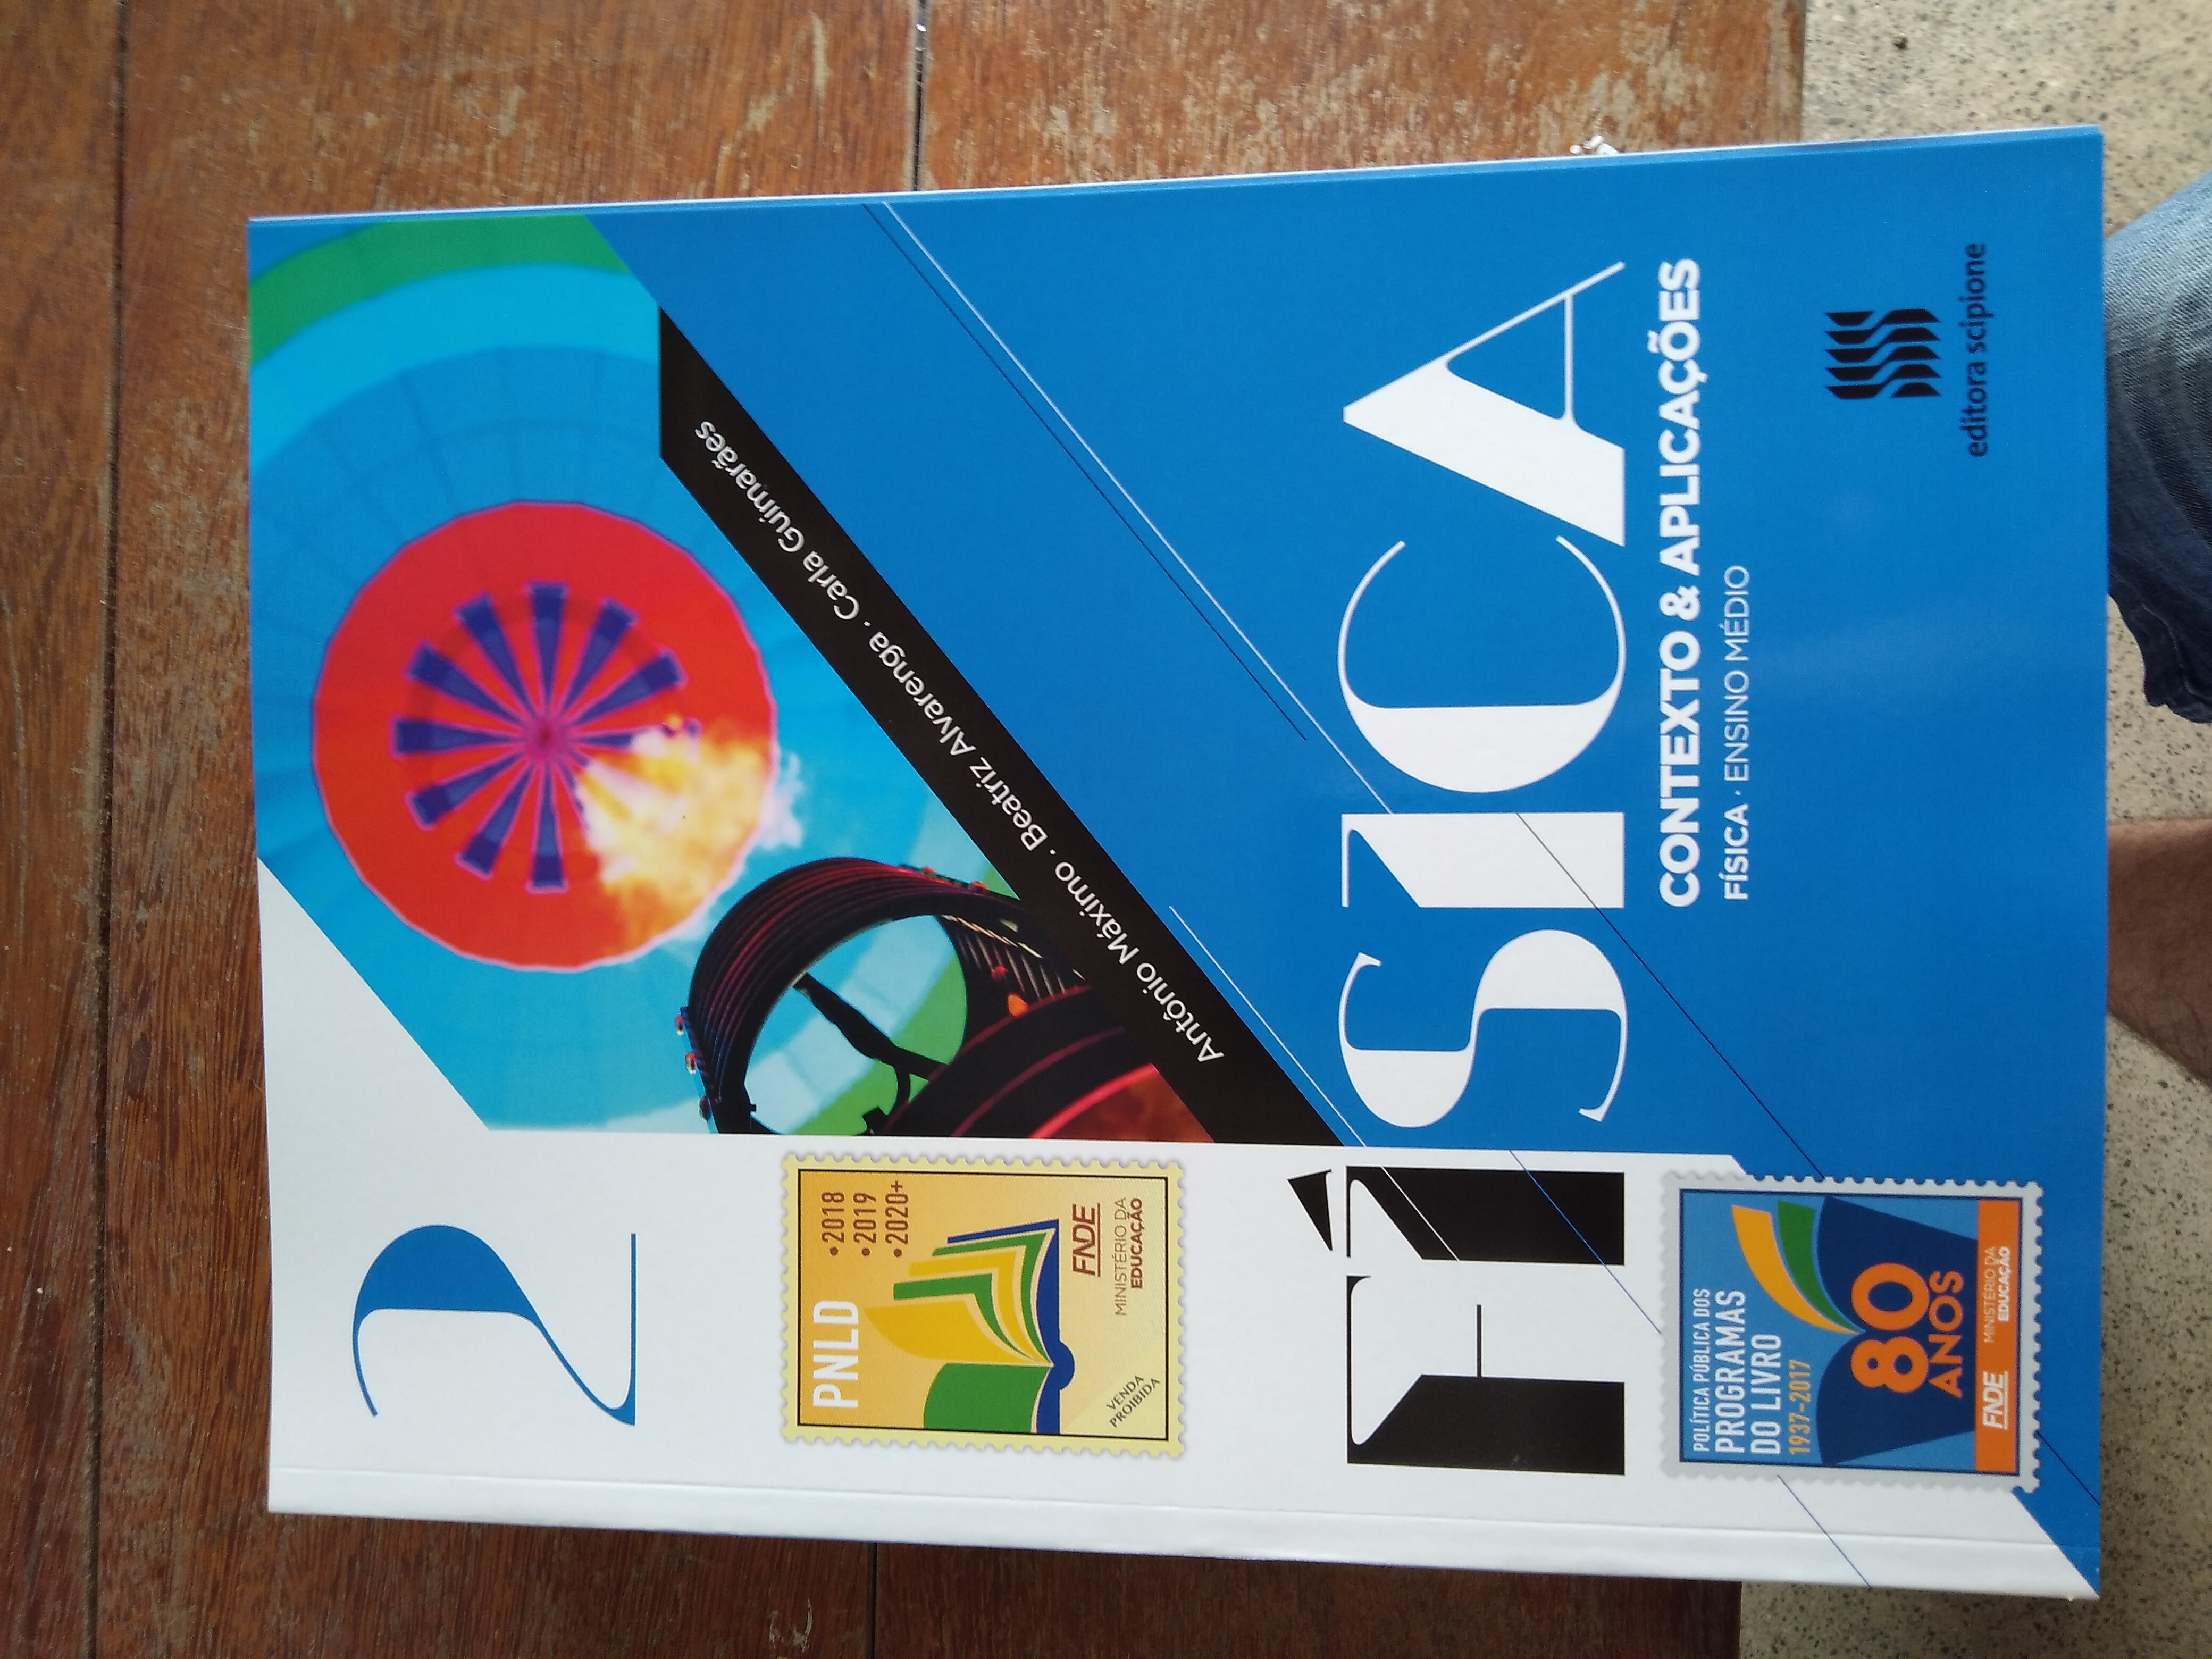 2
PNLD
•2018
•2019
•2020+
FNDE
MINISTÉRIO DA
EDUCAÇÃO
VENDA
PROIBIDA
Antônio Máximo . Beatriz Alvarenga . Carla Guimarães
FÍSICA
CONTEXTO & APLICAÇÕES
FÍSICA · ENSINO MÉDIO
POLÍTICA PÚBLICA DOS
PROGRAMAS
DO LIVRO
1937-2017
80
ANOS
FNDE
MINISTÉRIO DA
EDUCAÇÃO
editora scipione